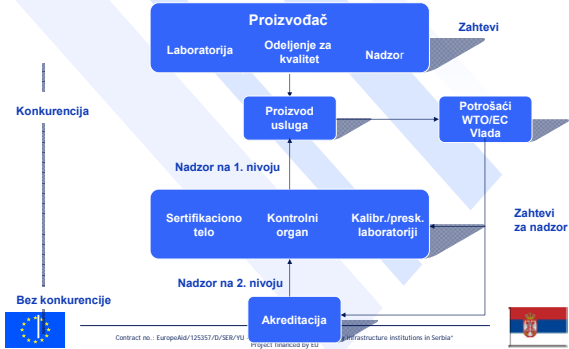 Proizvođač
Zahtevi
Laboratorija
Odeljenje za
kvalitet
Nadzor
Konkurencija
Proizvod
usluga
Potrošaći
WTO/EC
Vlada
Nadzor na 1. nivoju
Sertifikaciono
telo
Kontrolni
organ
Kalibr./presk.
laboratoriji
Zahtevi
za nadzor
Nadzor na 2. nivoju
Bez konkurencije
Akreditacija
Contract no.: EuropeAid/125357/D/SER/YU
infrastructure institutions in Serbia"
Project financed by EU